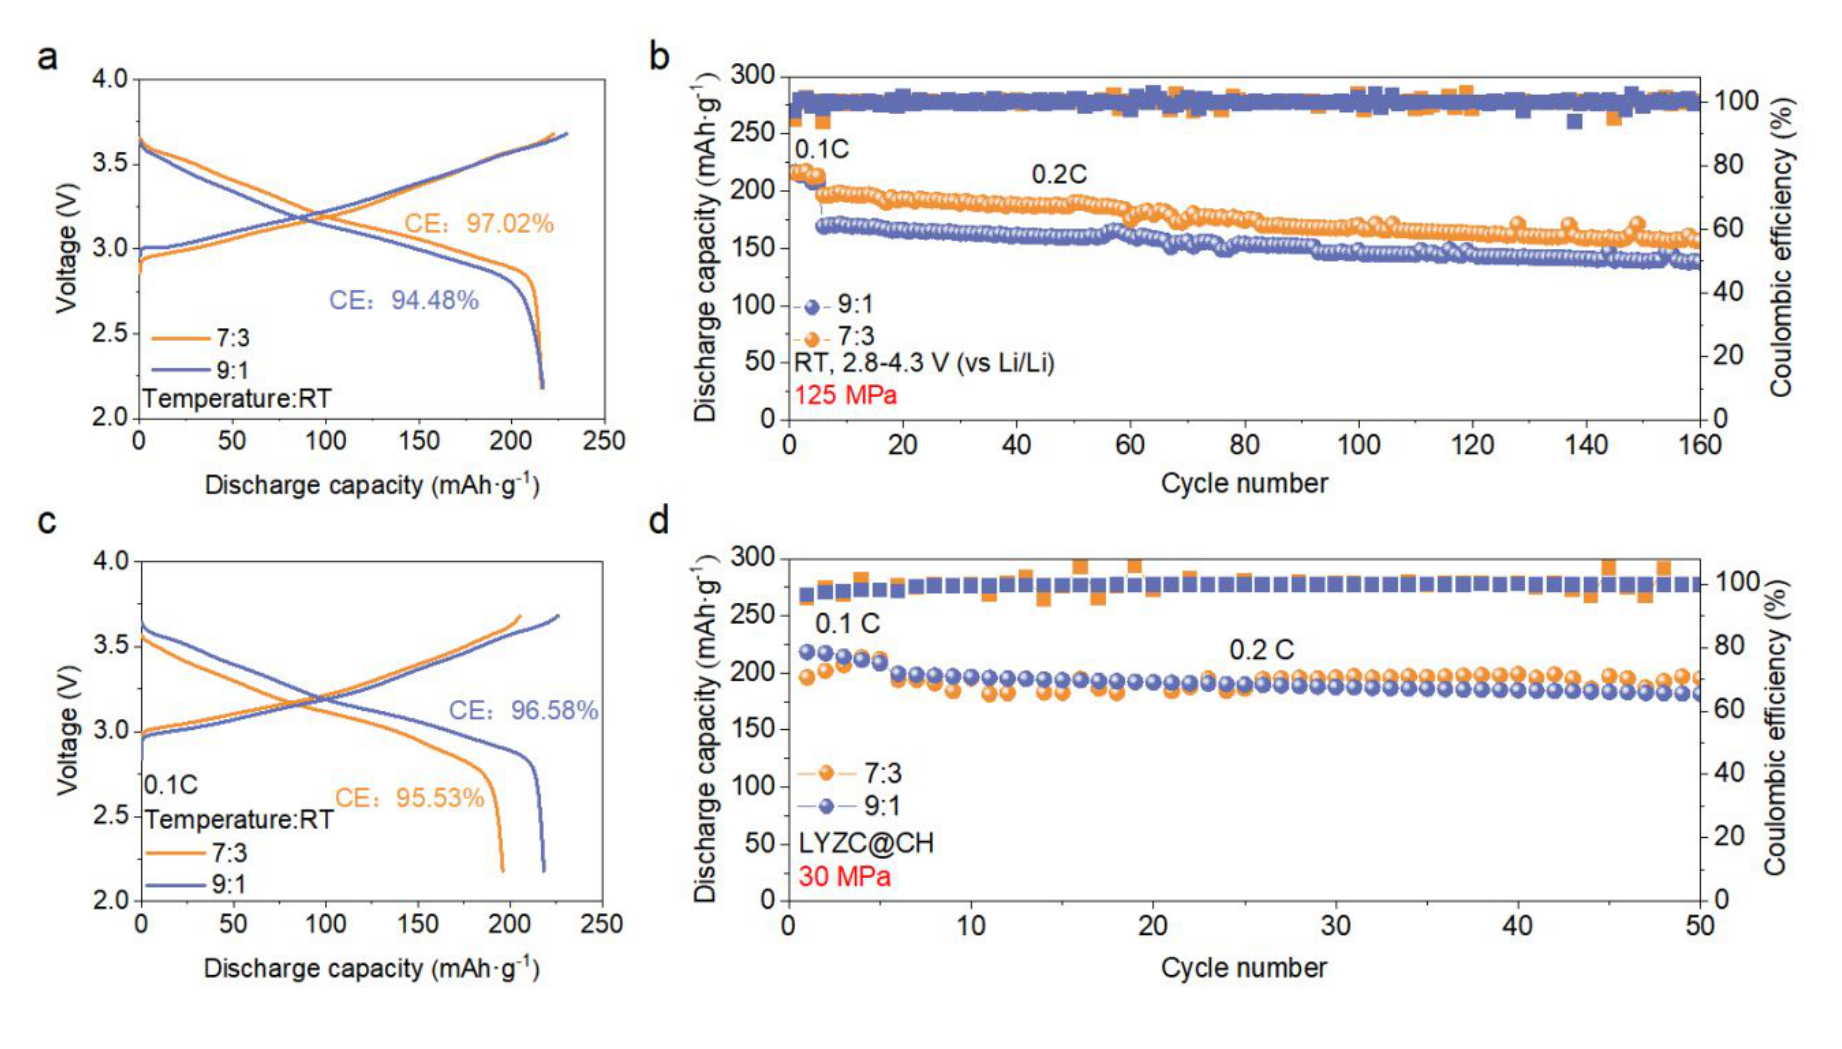 a
4.0
3.5
3.0
2.5
2.0
Voltage (V)
CE: 97.02%
CE: 94.48%
7:3
9:1
Temperature:RT
0 50 100 150 200 250
Discharge capacity (mAh·g⁻¹)
b
300
250
200
150
100
50
0
Discharge capacity (mAh·g⁻¹)
0.1C
0.2C
9:1
7:3
RT, 2.8-4.3 V (vs Li/Li)
125 MPa
100
80
60
40
20
0
Coulombic efficiency (%)
0 20 40 60 80 100 120 140 160
Cycle number
c
4.0
3.5
3.0
2.5
2.0
Voltage (V)
CE: 96.58%
0.1C
CE: 95.53%
Temperature:RT
7:3
9:1
0 50 100 150 200 250
Discharge capacity (mAh·g⁻¹)
d
300
250
200
150
100
50
0
Discharge capacity (mAh·g⁻¹)
0.1 C
0.2 C
7:3
9:1
LYZC@CH
30 MPa
100
80
60
40
20
0
Coulombic efficiency (%)
0 10 20 30 40 50
Cycle number